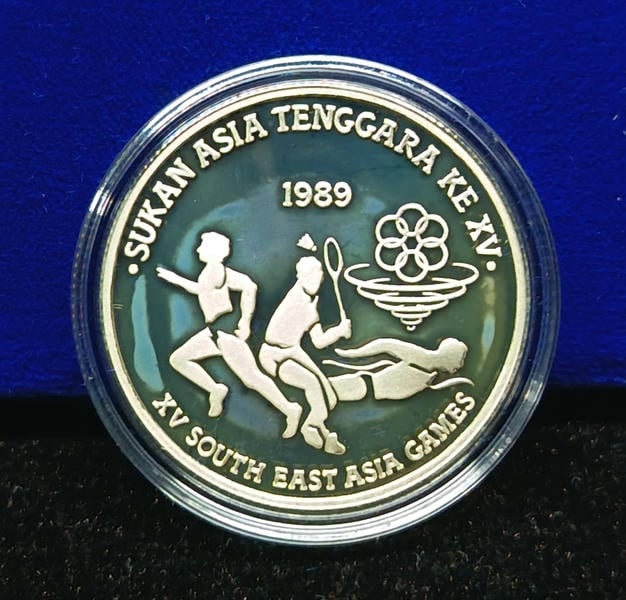 • SUKAN ASIA TENGGARA KE XV •
1989
XV SOUTH EAST ASIA GAMES